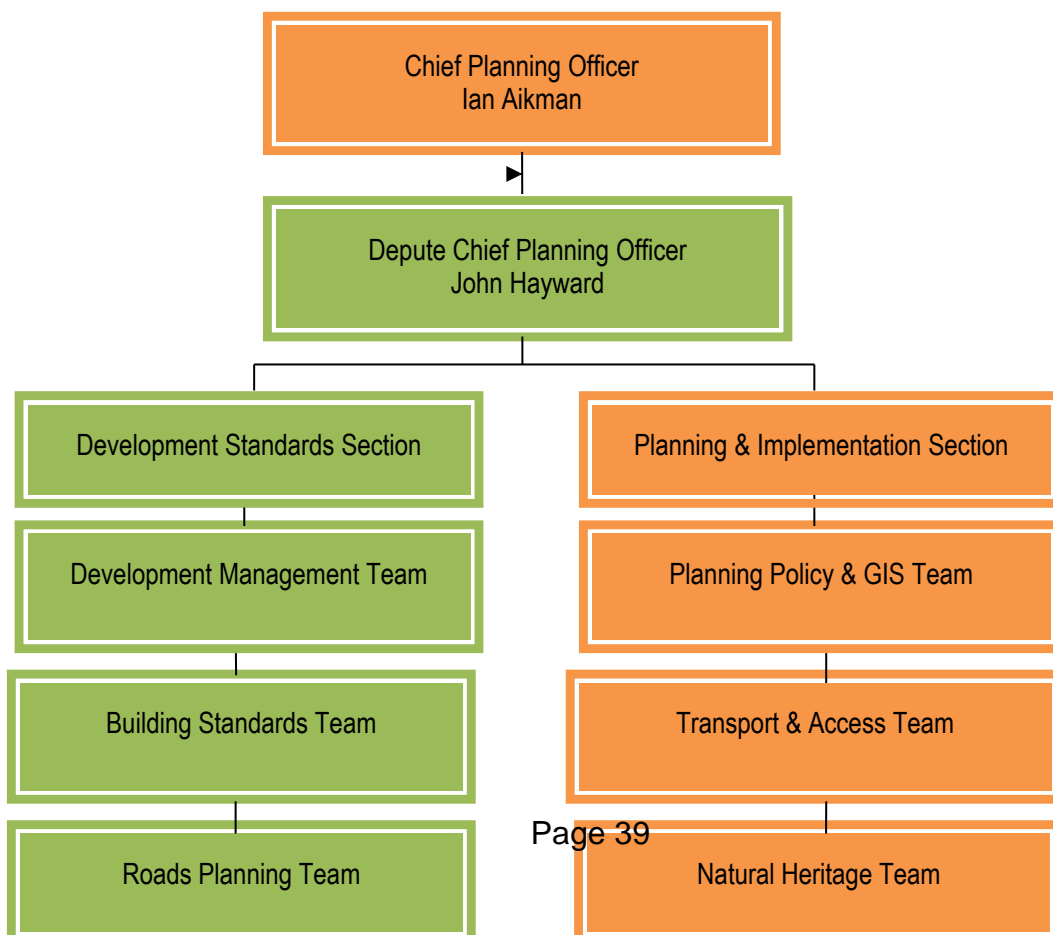 Chief Planning Officer
Ian Aikman
Depute Chief Planning Officer
John Hayward
Development Standards Section
Planning & Implementation Section
Development Management Team
Planning Policy & GIS Team
Building Standards Team
Transport & Access Team
Page 39
Roads Planning Team
Natural Heritage Team